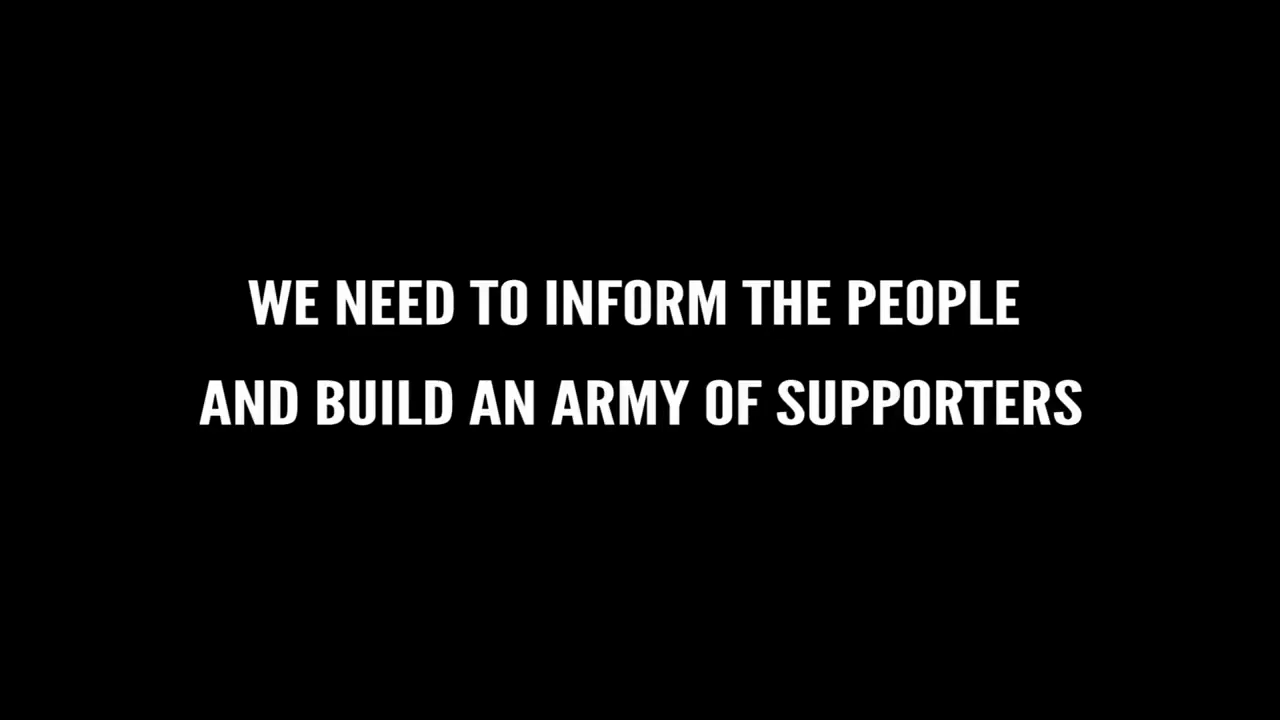 WE NEED TO INFORM THE PEOPLE
AND BUILD AN ARMY OF SUPPORTERS